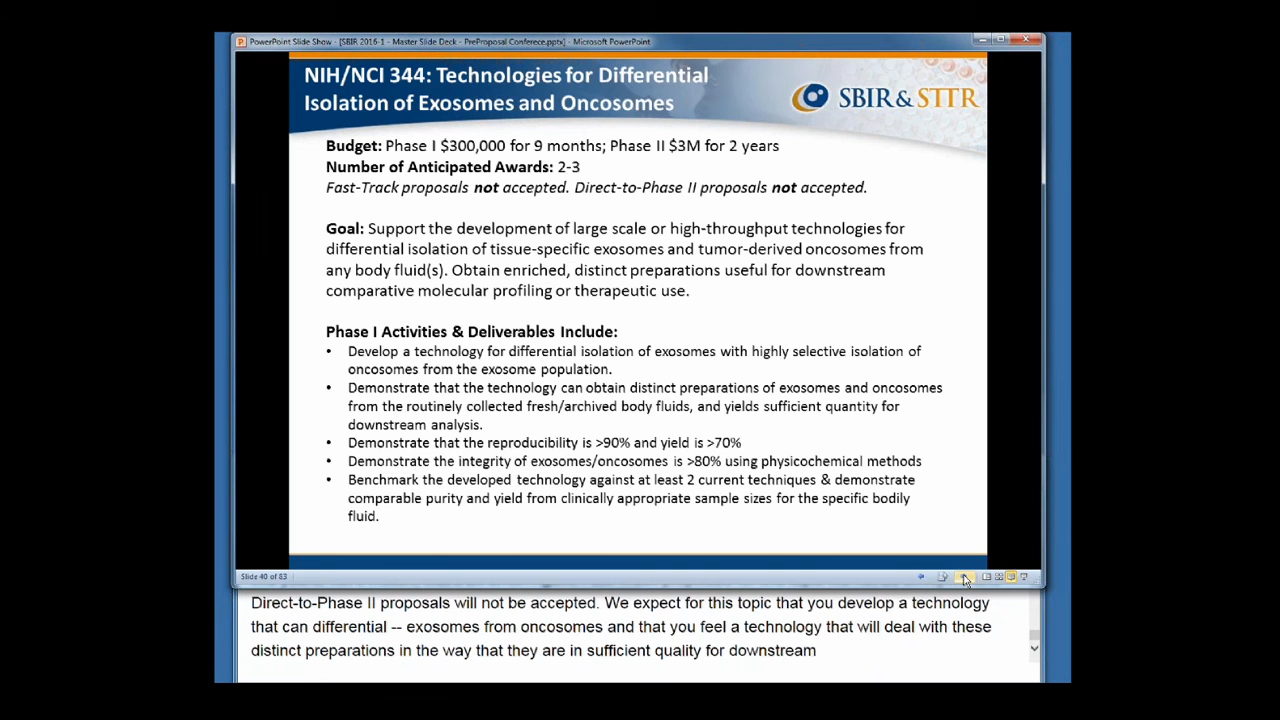 PowerPoint Slide Show - [SBIR 2016-1 - Master Slide Deck - PreProposal Conferece.pptx] - Microsoft PowerPoint
NIH/NCI 344: Technologies for Differential
Isolation of Exosomes and Oncosomes
SBIR & STTR
Budget: Phase I $300,000 for 9 months; Phase II $3M for 2 years
Number of Anticipated Awards: 2-3
Fast-Track proposals not accepted. Direct-to-Phase II proposals not accepted.
Goal: Support the development of large scale or high-throughput technologies for
differential isolation of tissue-specific exosomes and tumor-derived oncosomes from
any body fluid(s). Obtain enriched, distinct preparations useful for downstream
comparative molecular profiling or therapeutic use.
Phase I Activities & Deliverables Include:
• Develop a technology for differential isolation of exosomes with highly selective isolation of
oncosomes from the exosome population.
• Demonstrate that the technology can obtain distinct preparations of exosomes and oncosomes
from the routinely collected fresh/archived body fluids, and yields sufficient quantity for
downstream analysis.
• Demonstrate that the reproducibility is >90% and yield is >70%
• Demonstrate the integrity of exosomes/oncosomes is >80% using physicochemical methods
• Benchmark the developed technology against at least 2 current techniques & demonstrate
comparable purity and yield from clinically appropriate sample sizes for the specific bodily
fluid.
Slide 40 of 83
Direct-to-Phase II proposals will not be accepted. We expect for this topic that you develop a technology
that can differential -- exosomes from oncosomes and that you feel a technology that will deal with these
distinct preparations in the way that they are in sufficient quality for downstream